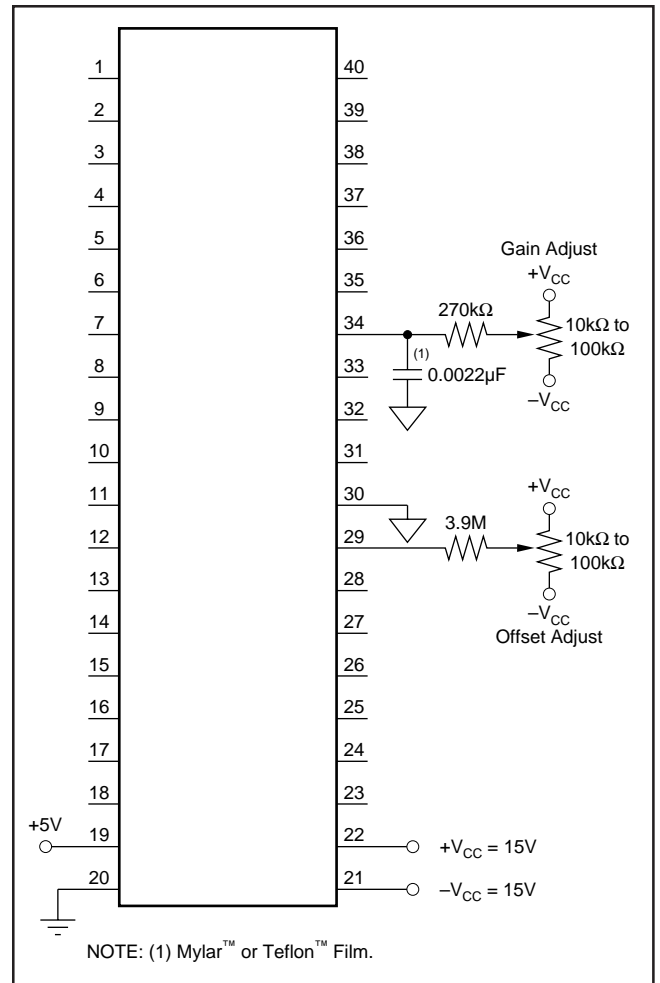 1
2
3
4
5
6
7
8
9
10
11
12
13
14
15
16
17
18
19
20
+5V
40
39
38
37
36
35
34
33
32
31
30
29
28
27
26
25
24
23
22
21
Gain Adjust
+VCC
270kΩ
10kΩ to
100kΩ
(1)
0.0022µF
–VCC
+VCC
3.9M
10kΩ to
100kΩ
–VCC
Offset Adjust
+VCC = 15V
–VCC = 15V
NOTE: (1) Mylar™ or Teflon™ Film.